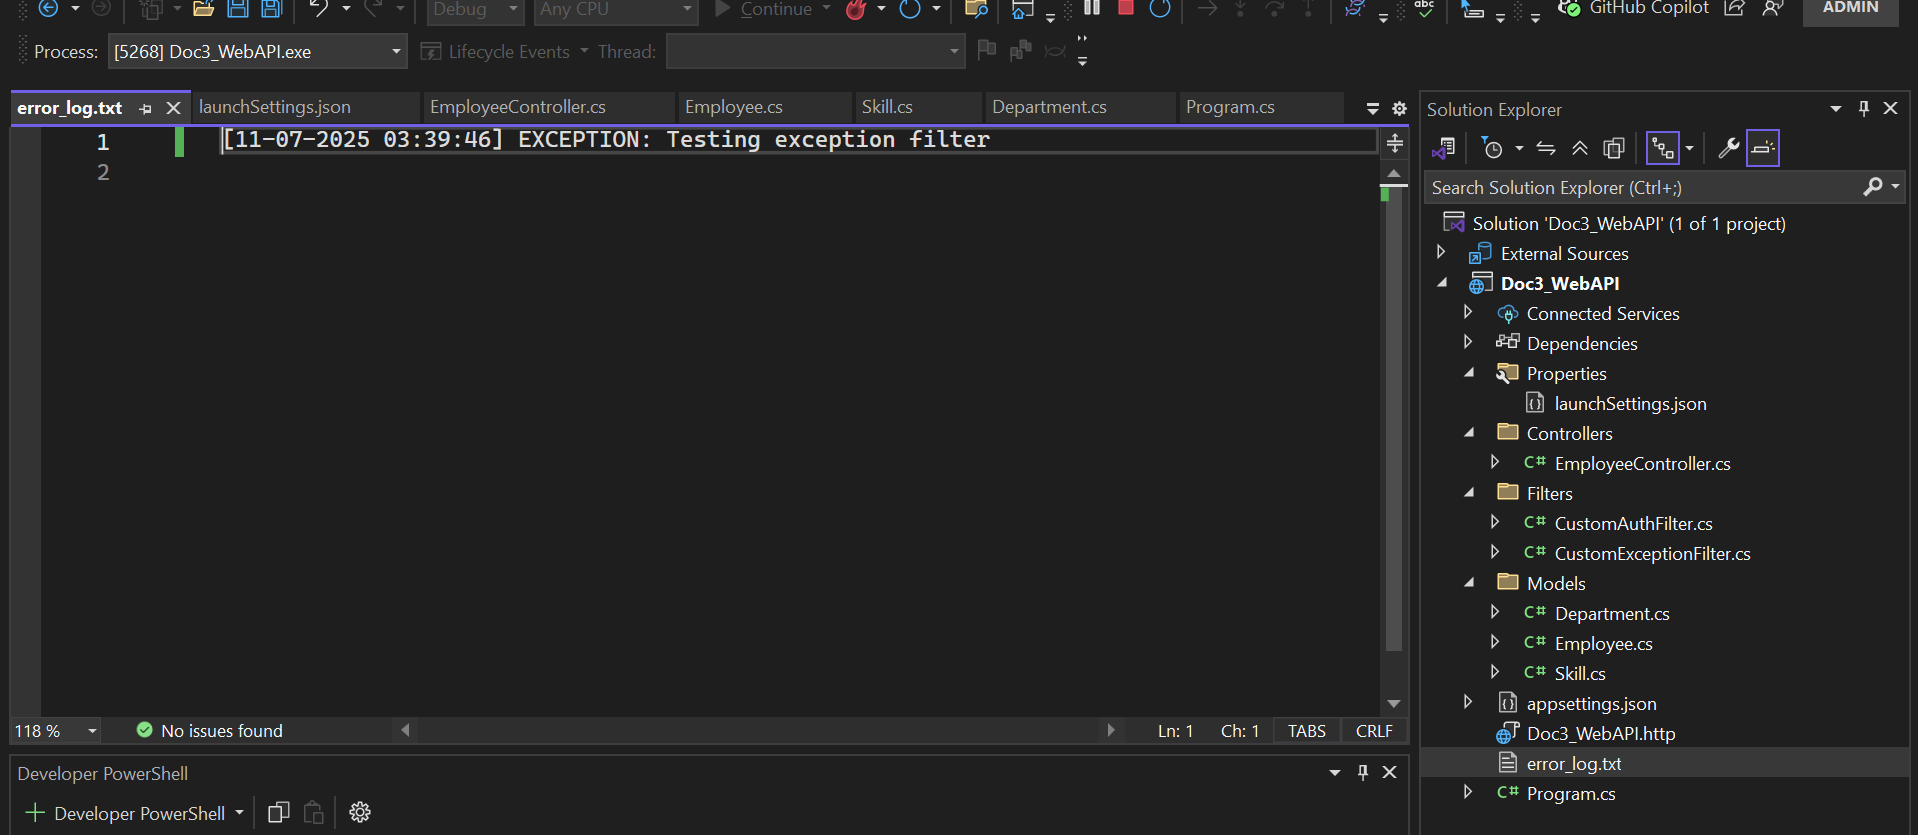 Debug Any CPU Continue GitHub Copilot ADMIN
Process: [5268] Doc3_WebAPI.exe Lifecycle Events Thread:
error_log.txt launchSettings.json EmployeeController.cs Employee.cs Skill.cs Department.cs Program.cs
1 [11-07-2025 03:39:46] EXCEPTION: Testing exception filter
2
118 % No issues found Ln: 1 Ch: 1 TABS CRLF
Developer PowerShell
Developer PowerShell
Solution Explorer
Search Solution Explorer (Ctrl+;)
Solution 'Doc3_WebAPI' (1 of 1 project)
External Sources
Doc3_WebAPI
Connected Services
Dependencies
Properties
launchSettings.json
Controllers
EmployeeController.cs
Filters
CustomAuthFilter.cs
CustomExceptionFilter.cs
Models
Department.cs
Employee.cs
Skill.cs
appsettings.json
Doc3_WebAPI.http
error_log.txt
Program.cs